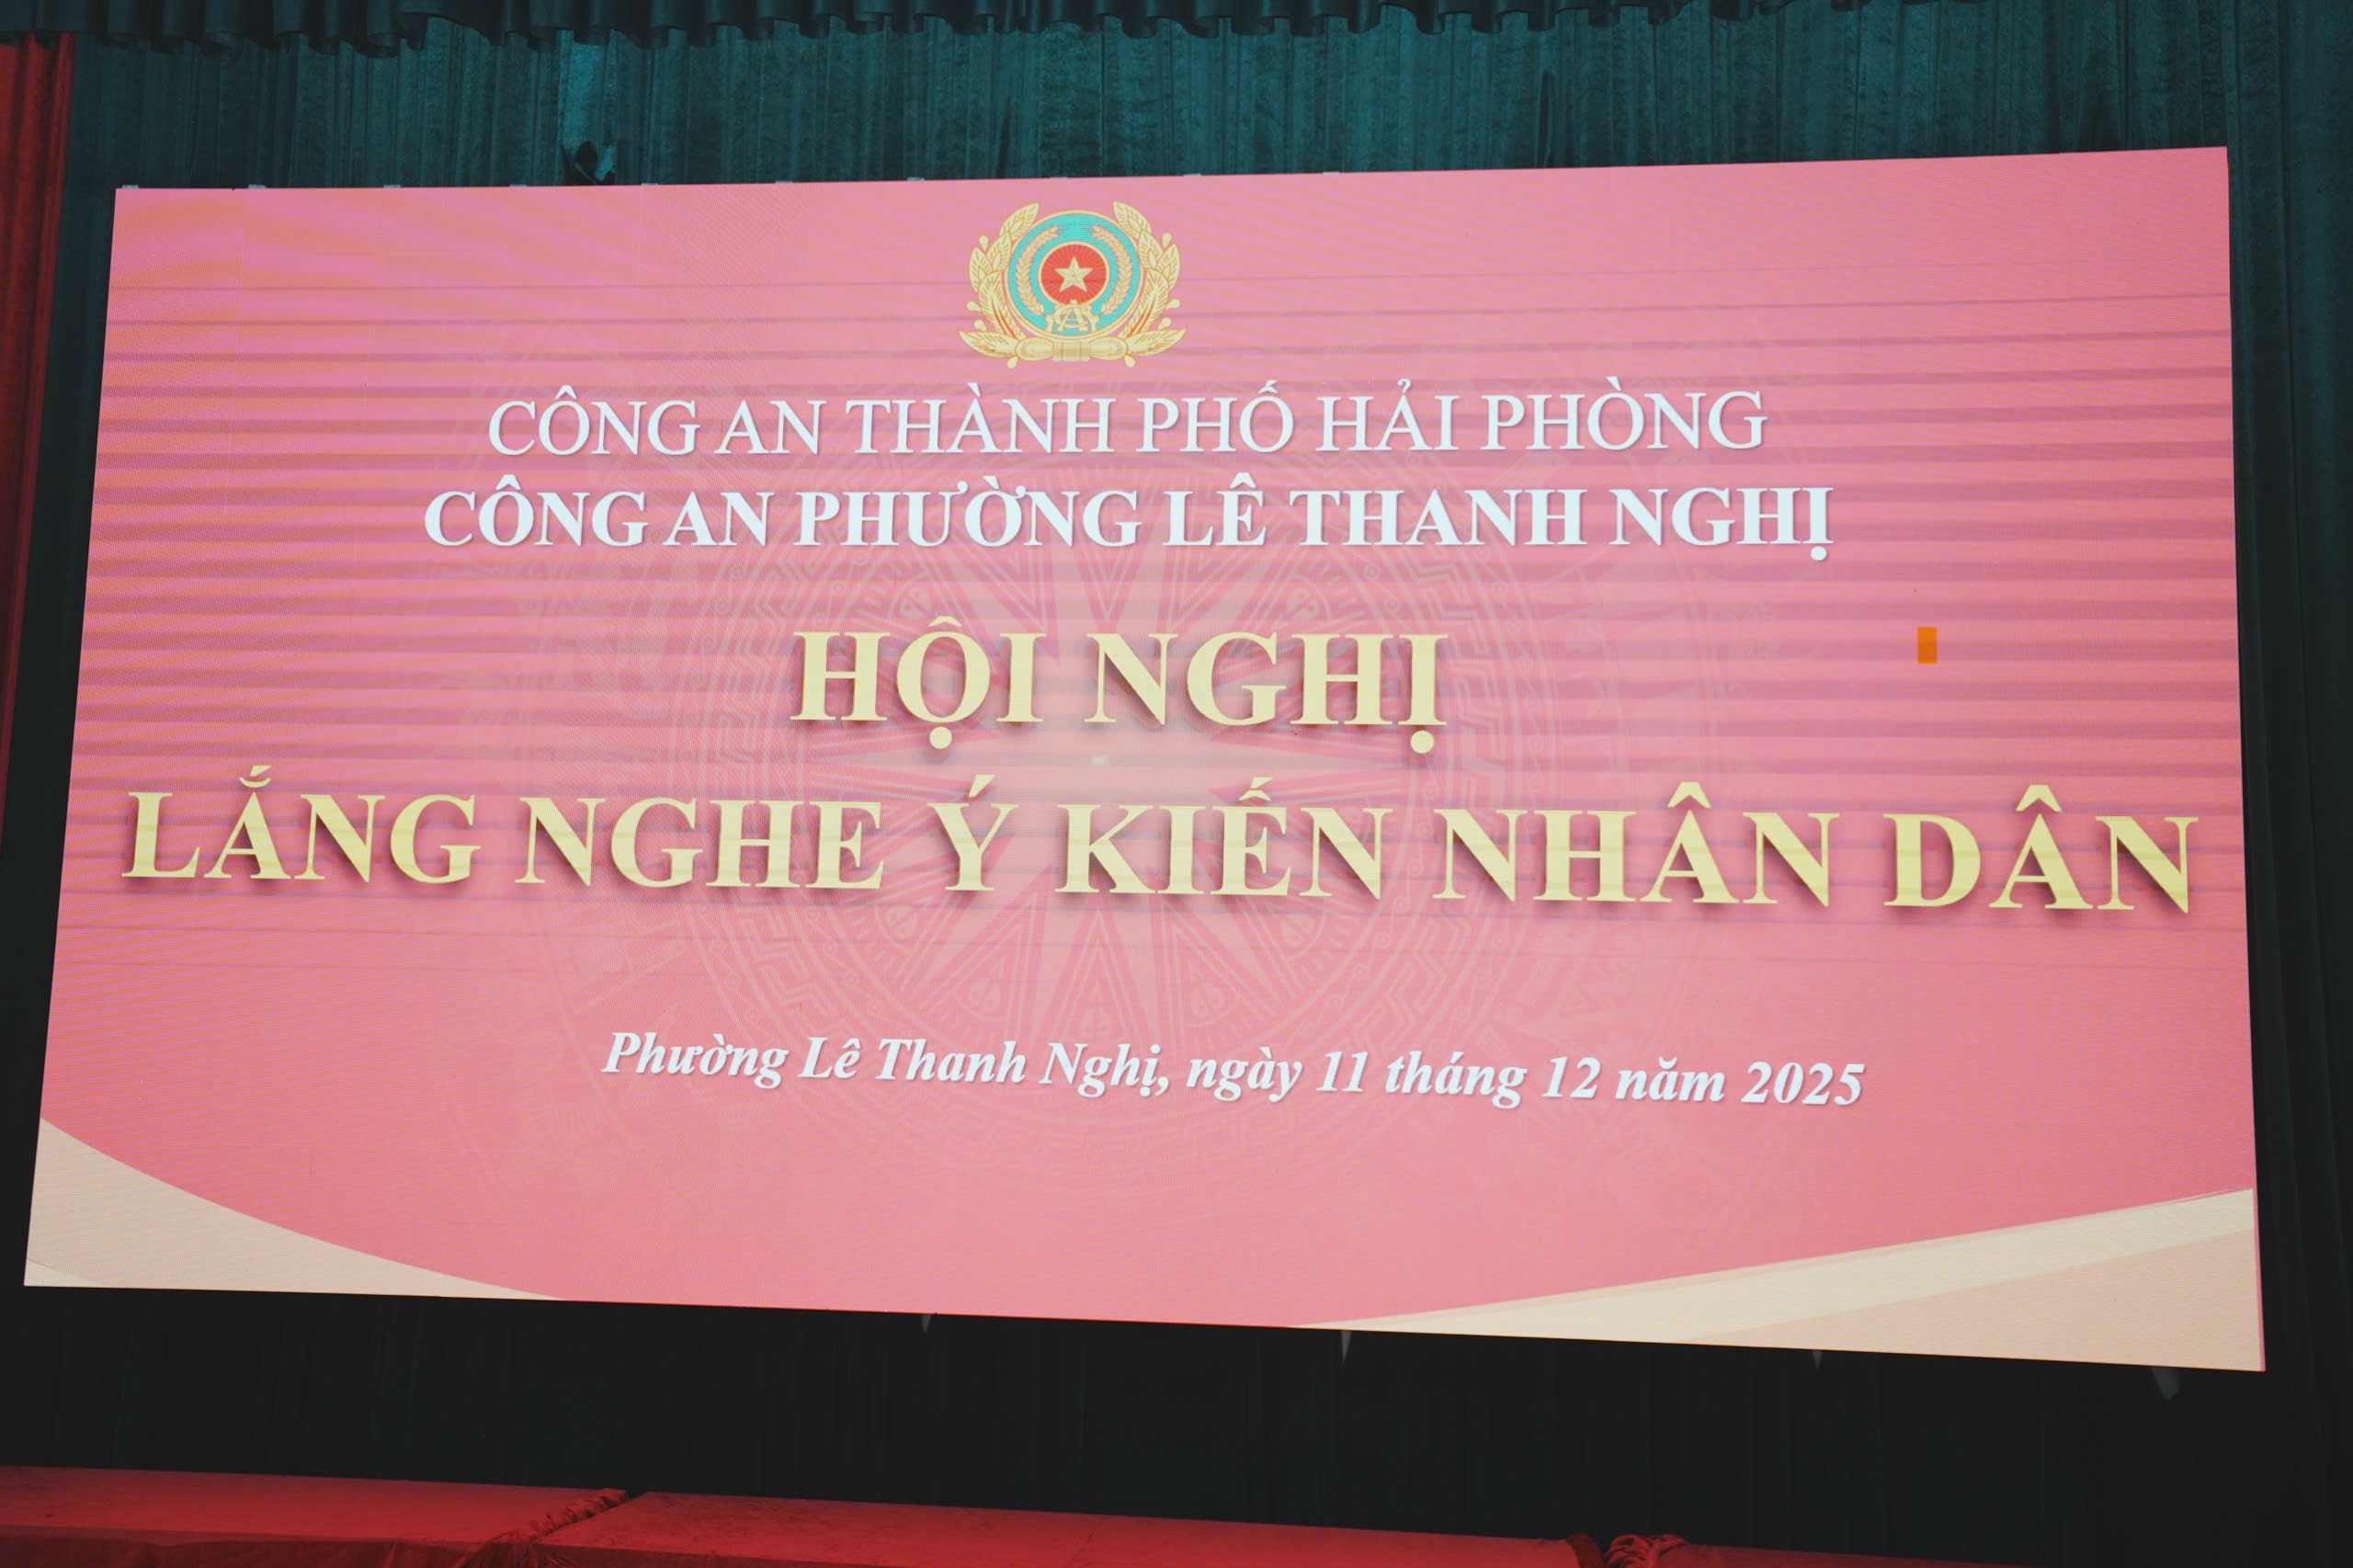 CÔNG AN THÀNH PHỐ HẢI PHÒNG
CÔNG AN PHƯỜNG LÊ THANH NGHỊ
HỘI NGHỊ
LẮNG NGHE Ý KIẾN NHÂN DÂN
Phường Lê Thanh Nghị, ngày 11 tháng 12 năm 2025